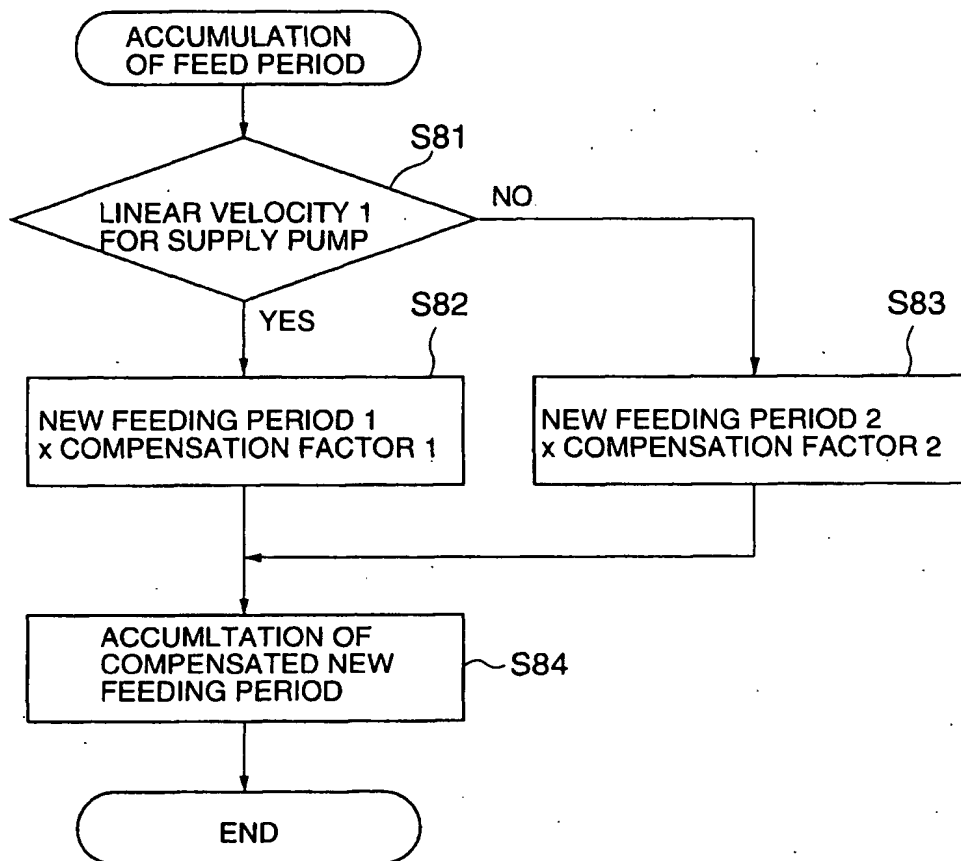 ACCUMULATION
OF FEED PERIOD
S81
LINEAR VELOCITY 1
FOR SUPPLY PUMP
NO
YES
S82
S83
NEW FEEDING PERIOD 1
x COMPENSATION FACTOR 1
NEW FEEDING PERIOD 2
x COMPENSATION FACTOR 2
ACCUMLTATION OF
COMPENSATED NEW
FEEDING PERIOD
S84
END